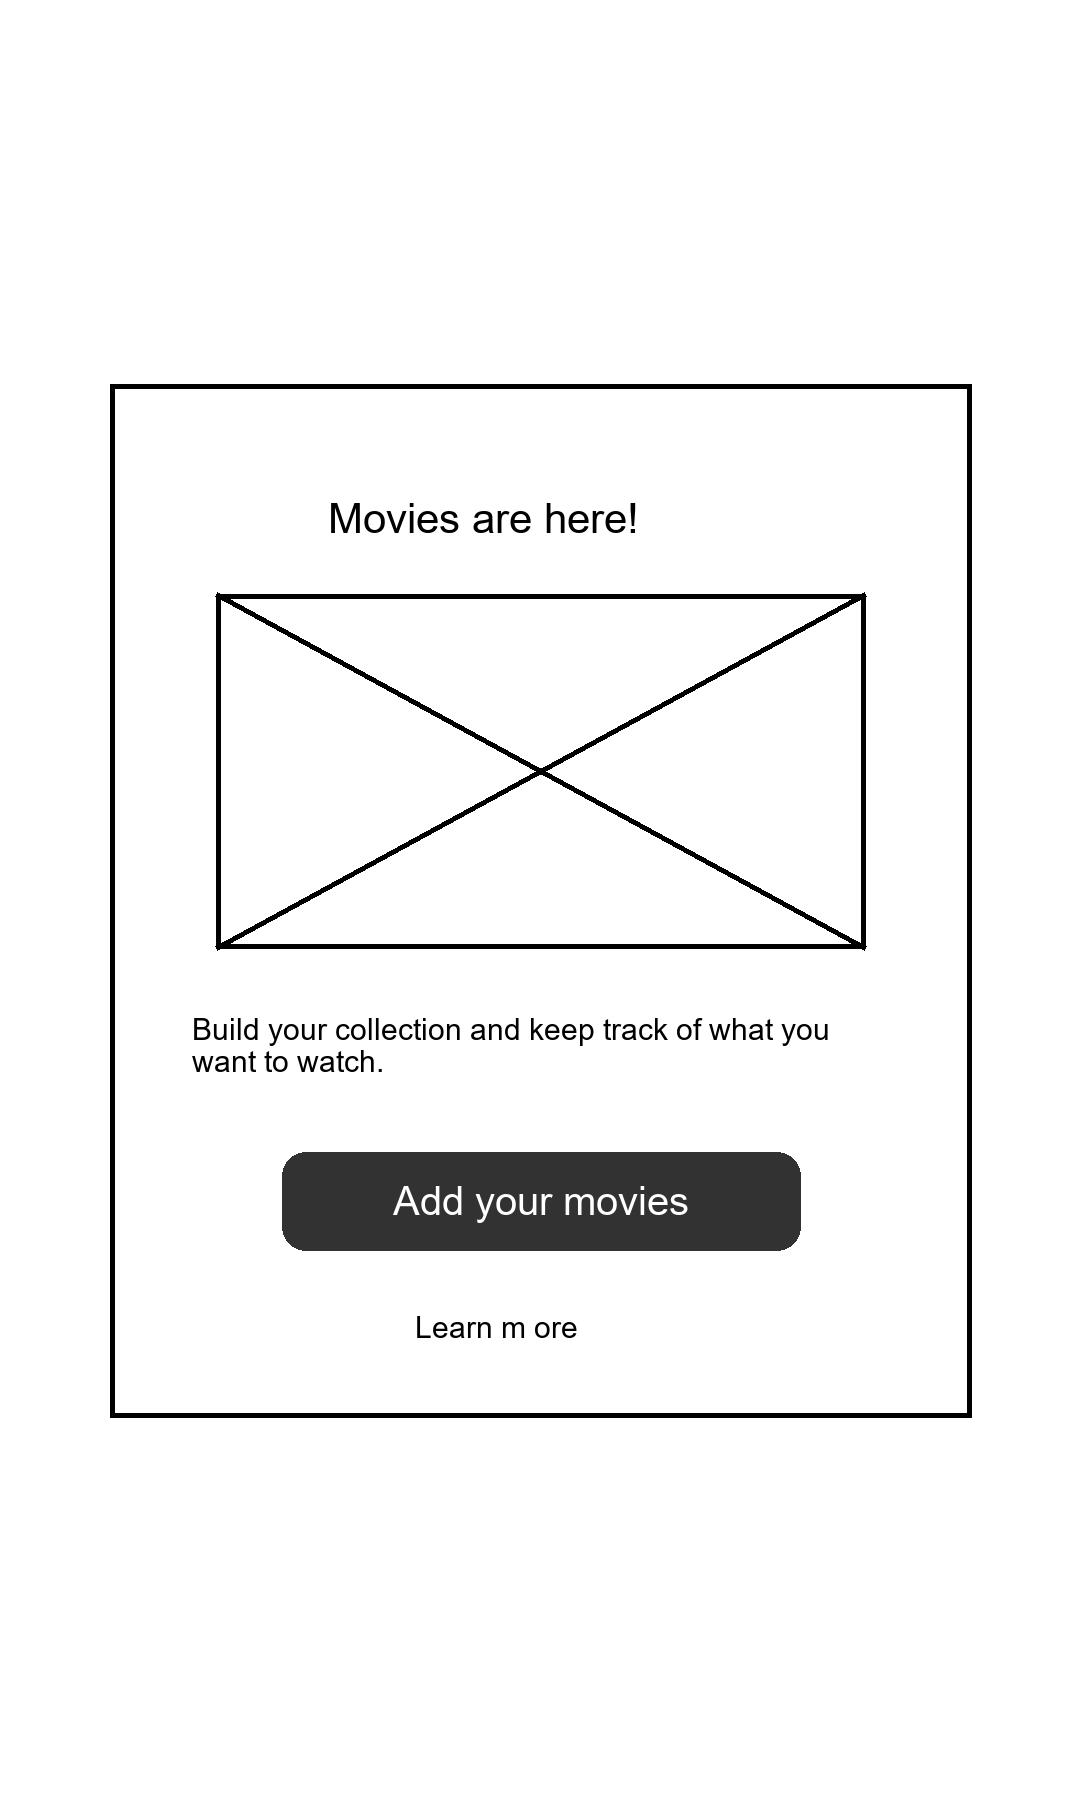 Movies are here!
Build your collection and keep track of what you
want to watch.
Add your movies
Learn m ore